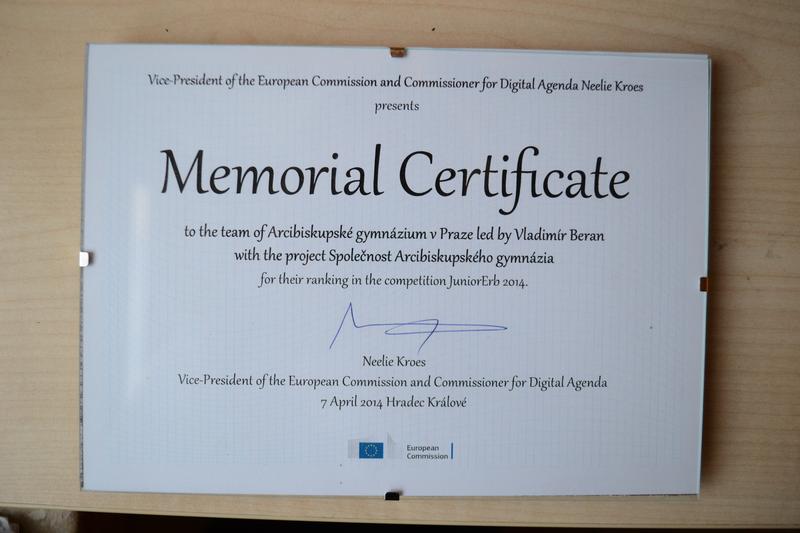 Vice-President of the European Commission and Commissioner for Digital Agenda Neelie Kroes
presents
Memorial Certificate
to the team of Arcibiskupské gymnázium v Praze led by Vladimír Beran
with the project Společnost Arcibiskupského gymnázia
for their ranking in the competition JuniorErb 2014.
Neelie Kroes
Vice-President of the European Commission and Commissioner for Digital Agenda
7 April 2014 Hradec Králové
European
Commission